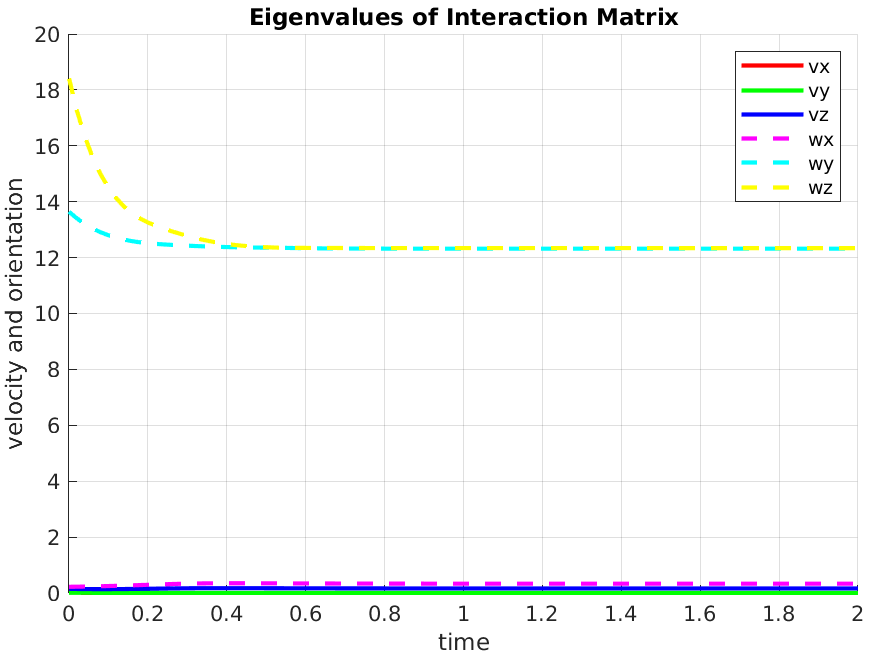 Eigenvalues of Interaction Matrix
20
18
16
14
12
10
8
6
4
2
0
velocity and orientation
vx
vy
vz
wx
wy
wz
0 0.2 0.4 0.6 0.8 1 1.2 1.4 1.6 1.8 2
time